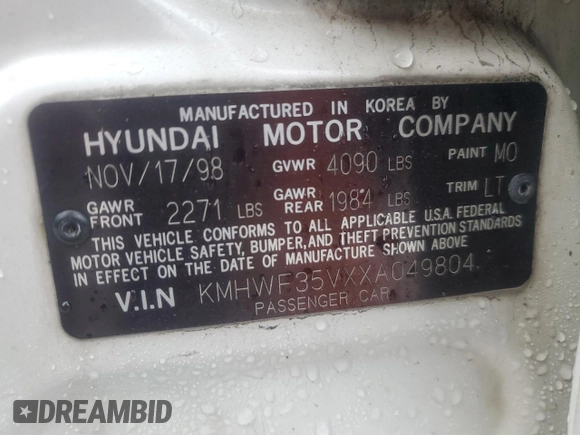 MANUFACTURED IN KOREA BY
HYUNDAI MOTOR COMPANY
NOV/17/98 GVWR 4090 LBS PAINT MO
GAWR FRONT 2271 LBS GAWR REAR 1984 LBS TRIM LT
THIS VEHICLE CONFORMS TO ALL APPLICABLE U.S.A. FEDERAL
MOTOR VEHICLE SAFETY, BUMPER, AND THEFT PREVENTION STANDARDS
IN EFFECT ON THE DATE OF MANUFACTURE SHOWN ABOVE
V.I.N KMHWF35VXXA049804
PASSENGER CAR
DREAMBID